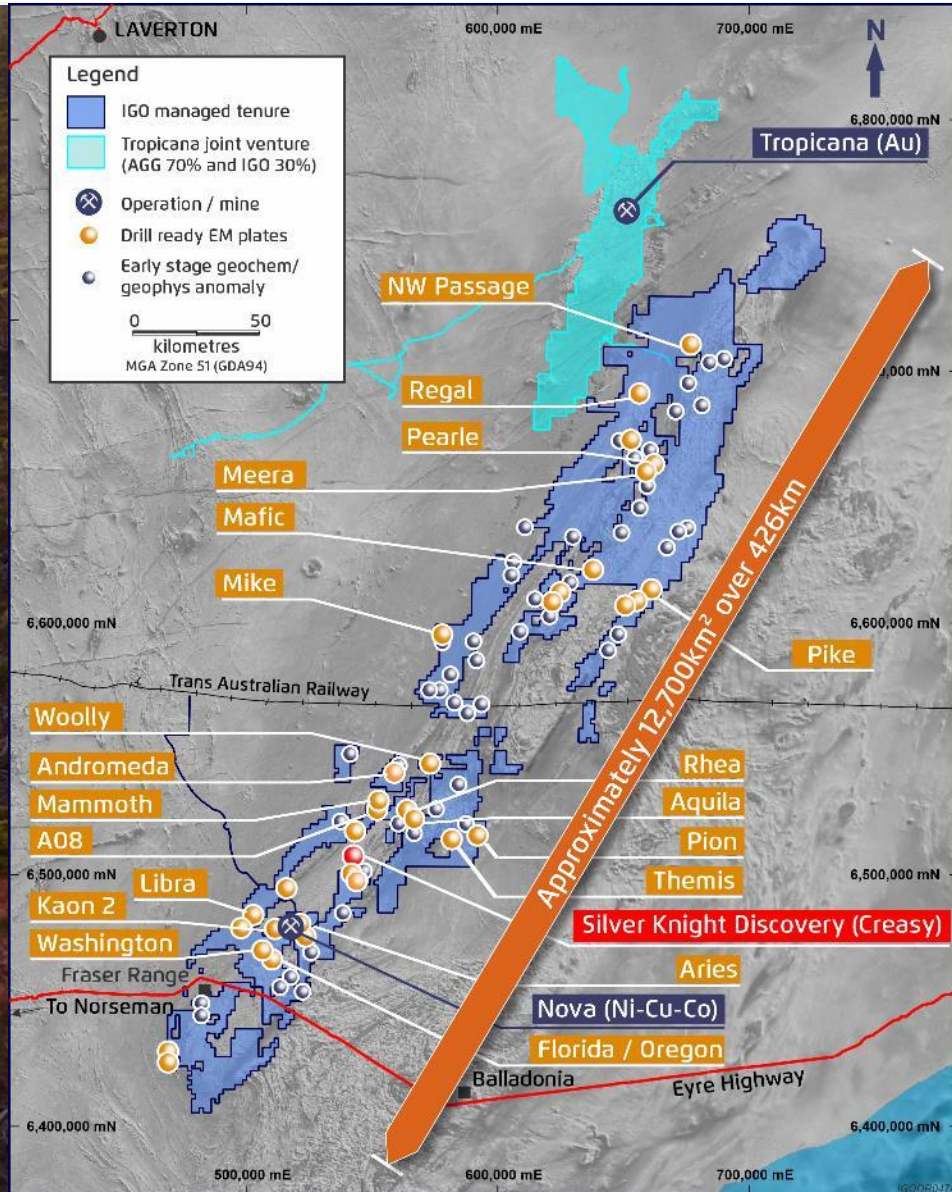 600,000 mE
700,000 mE
LAVERTON
N
Legend
IGO managed tenure
Tropicana joint venture
(AGG 70% and IGO 30%)
Operation / mine
Drill ready EM plates
Early stage geochem/
geophys anomaly
0 50
kilometres
MGA Zone 51 (GDA94)
6,800,000 mN
Tropicana (Au)
NW Passage
,000 mN
Regal
Pearle
Meera
Mafic
Mike
6,600,000 mN
6,600,000 mN
Pike
Approximately 12,700km² over 426km
Trans Australian Railway
Woolly
Andromeda
Rhea
Mammoth
Aquila
A08
Pion
6,500,000 mN
6,500,000 mN
Libra
Themis
Kaon 2
Silver Knight Discovery (Creasy)
Washington
Aries
Fraser Range
To Norseman
Nova (Ni-Cu-Co)
Florida / Oregon
Balladonia
Eyre Highway
6,400,000 mN
6,400,000 mN
500,000 mE
600,000 mE
700,000 mE